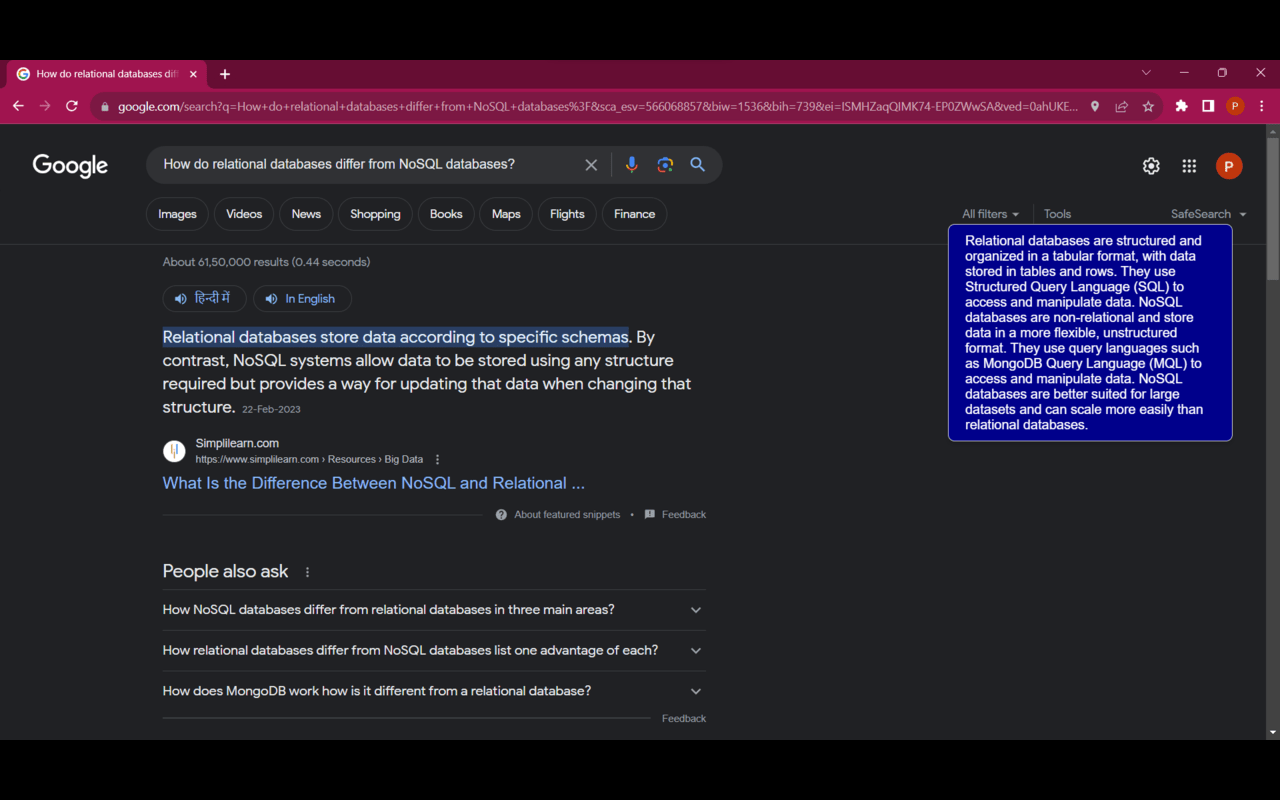 How do relational databases dif
google.com/search?q=How+do+relational+databases+differ+from+NoSQL+databases%3F&sca_esv=566068857&biw=1536&bih=739&ei=ISMHZaqQIMK74-EP0ZWwSA&ved=0ahUKE...
P
Google
How do relational databases differ from NoSQL databases?
P
Images
Videos
News
Shopping
Books
Maps
Flights
Finance
All filters
Tools
SafeSearch
About 61,50,000 results (0.44 seconds)
हिन्दी में
In English
Relational databases store data according to specific schemas. By
contrast, NoSQL systems allow data to be stored using any structure
required but provides a way for updating that data when changing that
structure. 22-Feb-2023
Simplilearn.com
https://www.simplilearn.com › Resources › Big Data
What Is the Difference Between NoSQL and Relational ...
About featured snippets • Feedback
People also ask
How NoSQL databases differ from relational databases in three main areas?
How relational databases differ from NoSQL databases list one advantage of each?
How does MongoDB work how is it different from a relational database?
Feedback
Relational databases are structured and
organized in a tabular format, with data
stored in tables and rows. They use
Structured Query Language (SQL) to
access and manipulate data. NoSQL
databases are non-relational and store
data in a more flexible, unstructured
format. They use query languages such
as MongoDB Query Language (MQL) to
access and manipulate data. NoSQL
databases are better suited for large
datasets and can scale more easily than
relational databases.